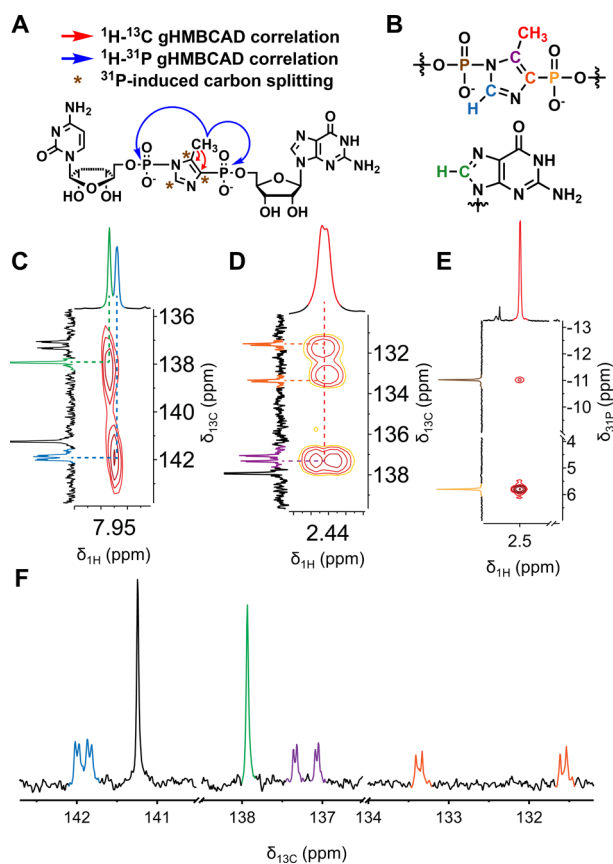 A
¹H-¹³C gHMBCAD correlation
¹H-³¹P gHMBCAD correlation
* ³¹P-induced carbon splitting
NH₂
N
O
N
O
OH OH
O
P
O
O⁻
N
N
CH₃
P
O
O⁻
O
O
OH OH
N
N
O
NH
N
NH₂
* * *
B
CH₃
O
O
P
O⁻
N
N
H
O
P
O
O⁻
H
C
N
N
O
NH
N
NH₂
C
136
138
140
142
δ13C (ppm)
7.95
δ1H (ppm)
D
132
134
136
138
δ13C (ppm)
2.44
δ1H (ppm)
E
-13
-12
-11
-10
4
5
6
δ31P (ppm)
2.5
δ1H (ppm)
F
142 141 138 137 134 133 132
δ13C (ppm)